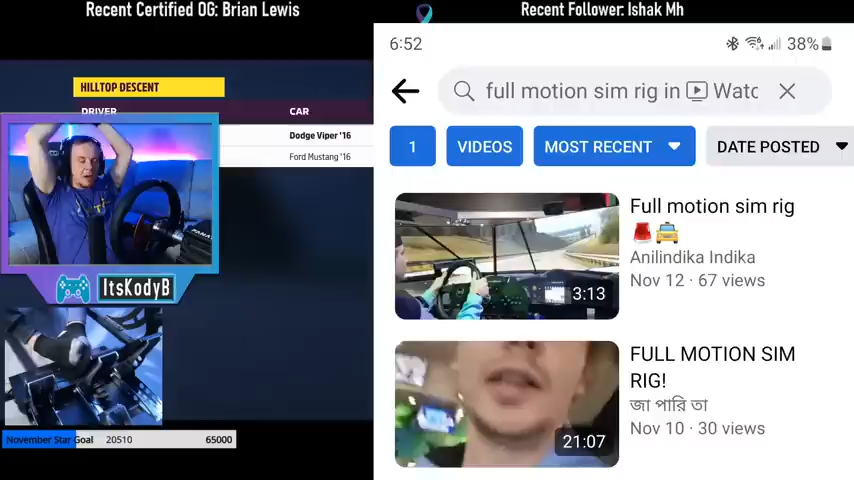 Recent Certified OG: Brian Lewis
Recent Follower: Ishak Mh
HILLTOP DESCENT
DRIVER CAR
Dodge Viper '16
Ford Mustang '16
ItsKodyB
November Star Goal 20510 65000
6:52 38%
full motion sim rig in Watc
1 VIDEOS MOST RECENT DATE POSTED
Full motion sim rig
Anilindika Indika
Nov 12 · 67 views
3:13
FULL MOTION SIM
RIG!
জা পারি তা
Nov 10 · 30 views
21:07